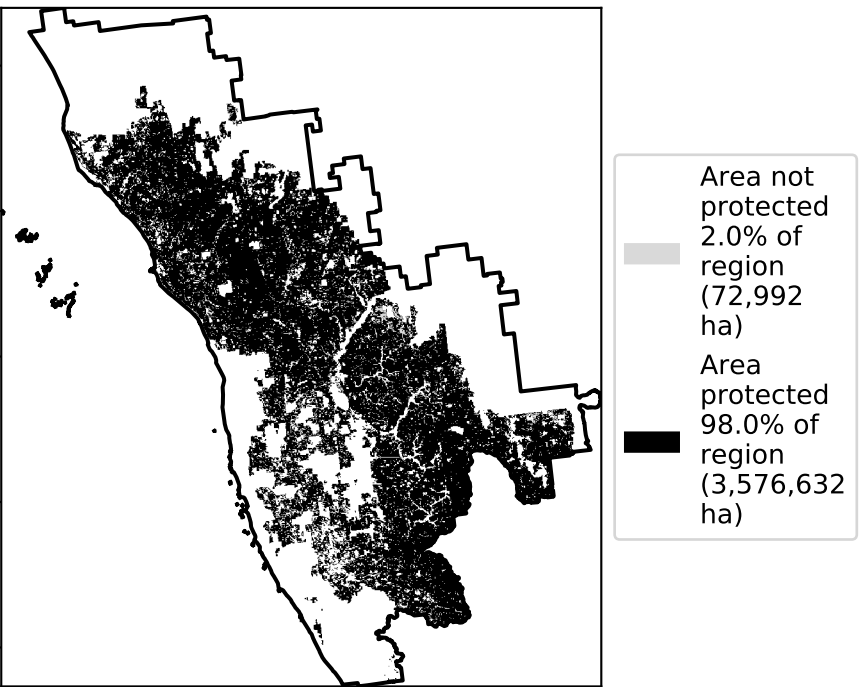 Area not
protected
2.0% of
region
(72,992
ha)
Area
protected
98.0% of
region
(3,576,632
ha)